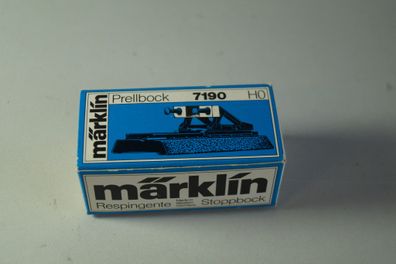 märklin
Prellbock 7190 H0
märklin
Respingente Stoppbock